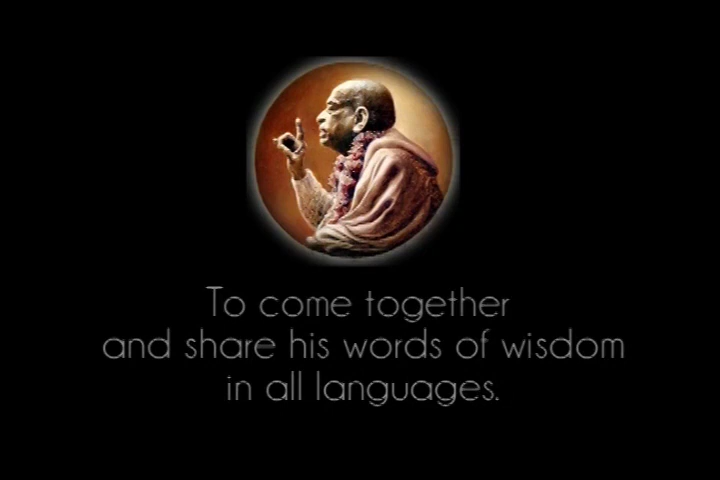 To come together
and share his words of wisdom
in all languages.